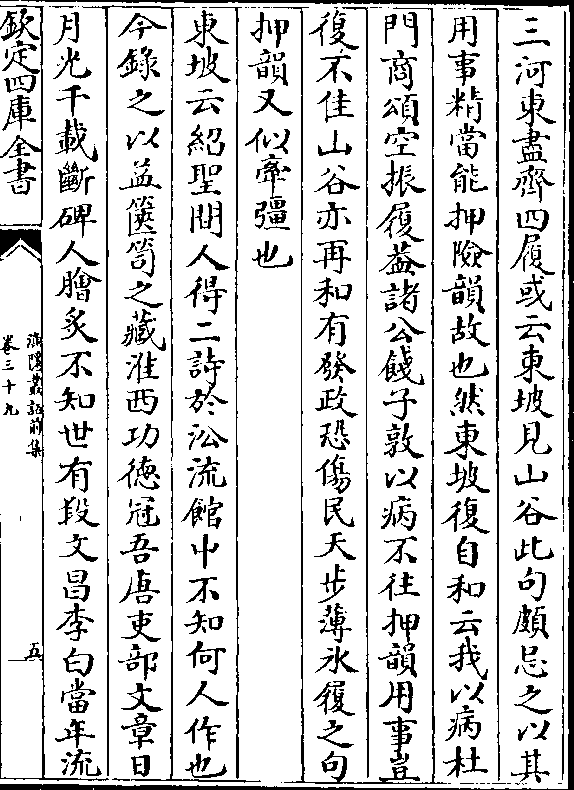 三河東盡齊四履或云東坡見山谷此句頗忌之以其
用事精當能押險韻故也然東坡復自和云我以病杜
門商頌空振履葢諸公餞子敦以病不往押韻用事豈
復不佳山谷亦再和有發政恐傷民天步薄氷履之句
押韻又似牽彊也
東坡云紹聖間人得二詩於沿流館中不知何人作也
今錄之以益篋笥之藏淮西功徳冠吾唐吏部文章日
月光千載斷碑人膾炙不知世有段文昌李白當年流
欽定四庫全書
漁隱叢話前集
卷三十九
五